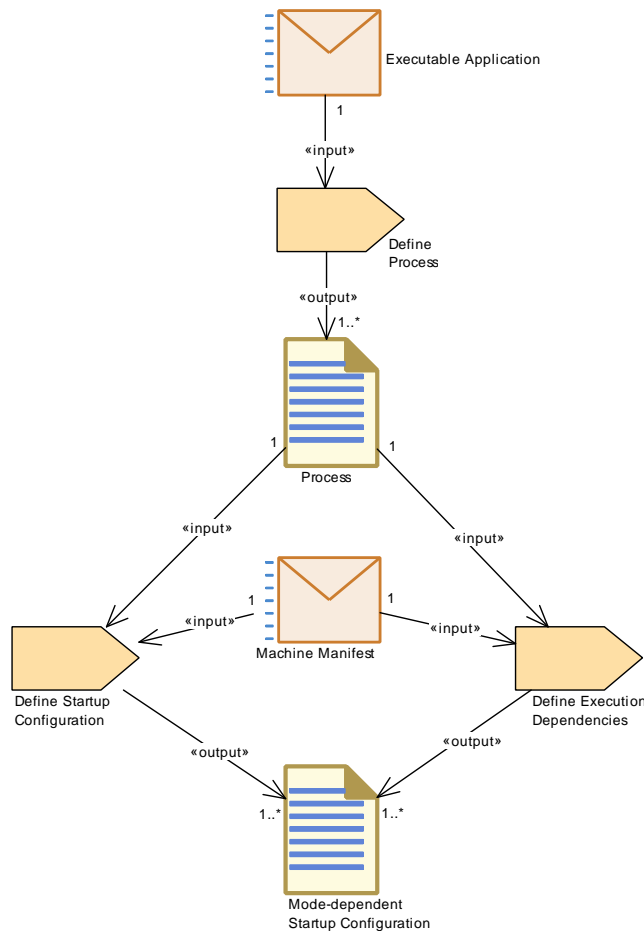 Executable Application
1
«input»
Define
Process
«output»
1..*
1
1
Process
«input»
«input»
1
1
«input»
«input»
Machine Manifest
Define Startup
Configuration
Define Execution
Dependencies
«output»
«output»
1..*
1..*
Mode-dependent
Startup Configuration